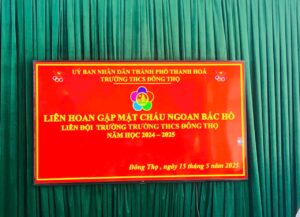 UỶ BAN NHÂN DÂN THÀNH PHỐ THANH HOÁ
TRƯỜNG THCS ĐÔNG THỌ
LIÊN HOAN GẶP MẶT CHÁU NGOAN BÁC HỒ
LIÊN ĐỘI TRƯỜNG TRƯỜNG THCS ĐÔNG THỌ
NĂM HỌC 2024 - 2025
Đông Thọ, ngày 15 tháng 5 năm 2025